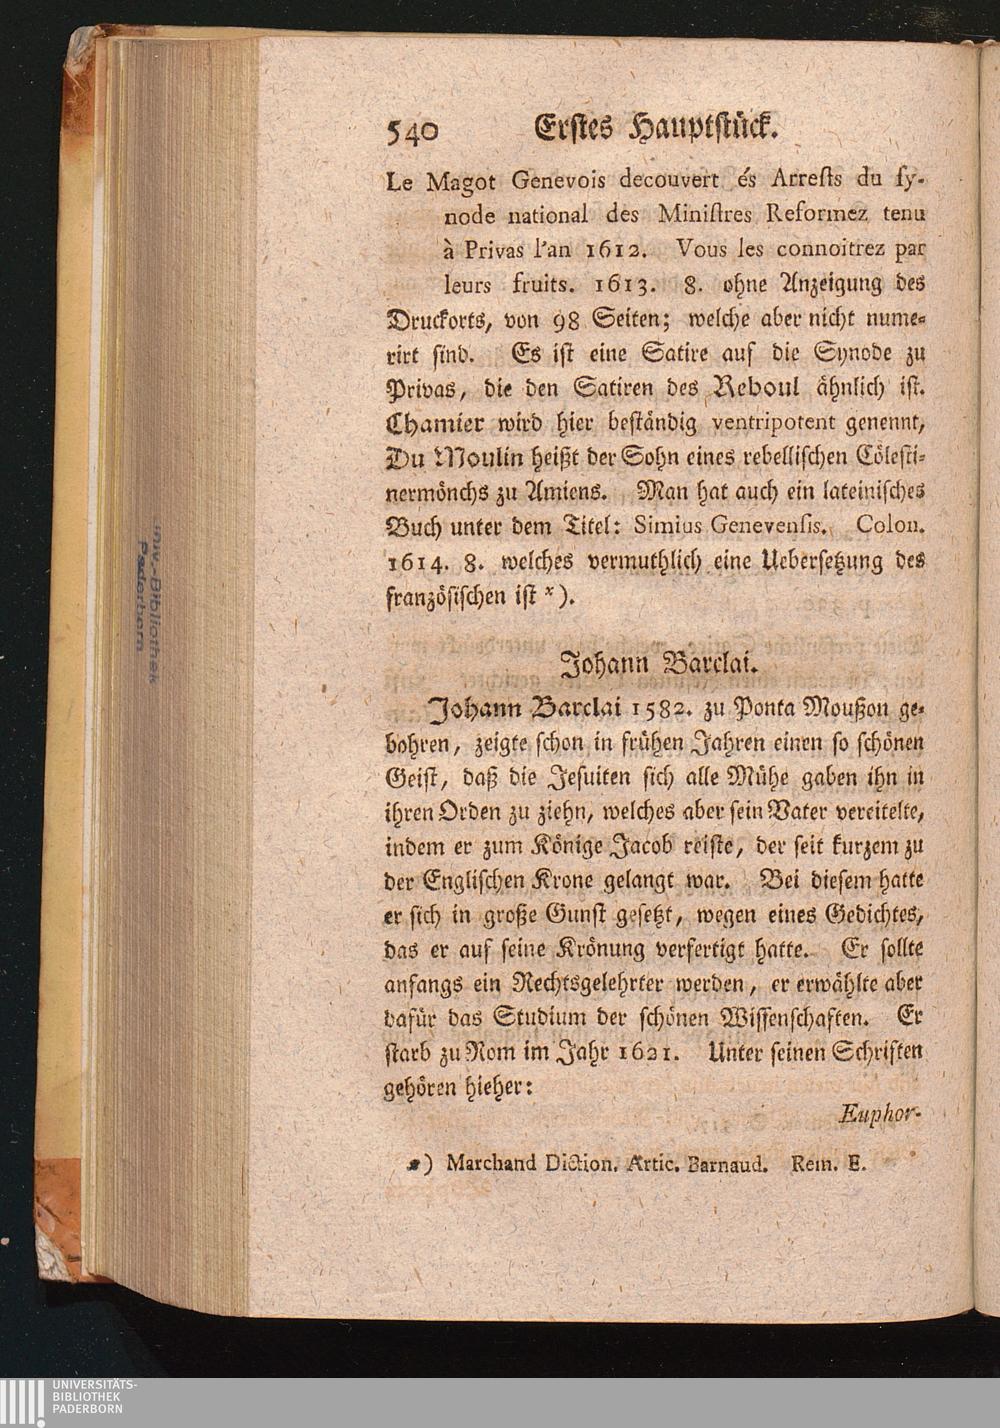 540 Erstes Hauptstück.
Le Magot Genevois decouvert és Arrests du sy-
node national des Ministres Reformez tenu
à Privas l'an 1612. Vous les connoitrez par
leurs fruits. 1613. 8. ohne Anzeigung des
Druckorts, von 98 Seiten; welche aber nicht nume-
rirt sind. Es ist eine Satire auf die Synode zu
Privas, die den Satiren des Reboul ähnlich ist.
Chamier wird hier beständig ventripotent genennt,
Du Moulin heißt der Sohn eines rebellischen Cölesti-
nermönchs zu Amiens. Man hat auch ein lateinisches
Buch unter dem Titel: Simius Genevensis. Colon.
1614. 8. welches vermuthlich eine Uebersetzung des
französischen ist *).
Johann Barclai.
Johann Barclai 1582. zu Ponta Moußon ge-
bohren, zeigte schon in frühen Jahren einen so schönen
Geist, daß die Jesuiten sich alle Mühe gaben ihn in
ihren Orden zu ziehn, welches aber sein Vater vereitelte,
indem er zum Könige Jacob reiste, der seit kurzem zu
der Englischen Krone gelangt war. Bei diesem hatte
er sich in große Gunst gesetzt, wegen eines Gedichtes,
das er auf seine Krönung verfertigt hatte. Er sollte
anfangs ein Rechtsgelehrter werden, er erwählte aber
dafür das Studium der schönen Wissenschaften. Er
starb zu Rom im Jahr 1621. Unter seinen Schriften
gehören hieher:
Euphor-
*) Marchand Diction. Artic. Barnaud. Rem. E.
Univ.-Bibliothek
Paderborn
UNIVERSITÄTS-
BIBLIOTHEK
PADERBORN